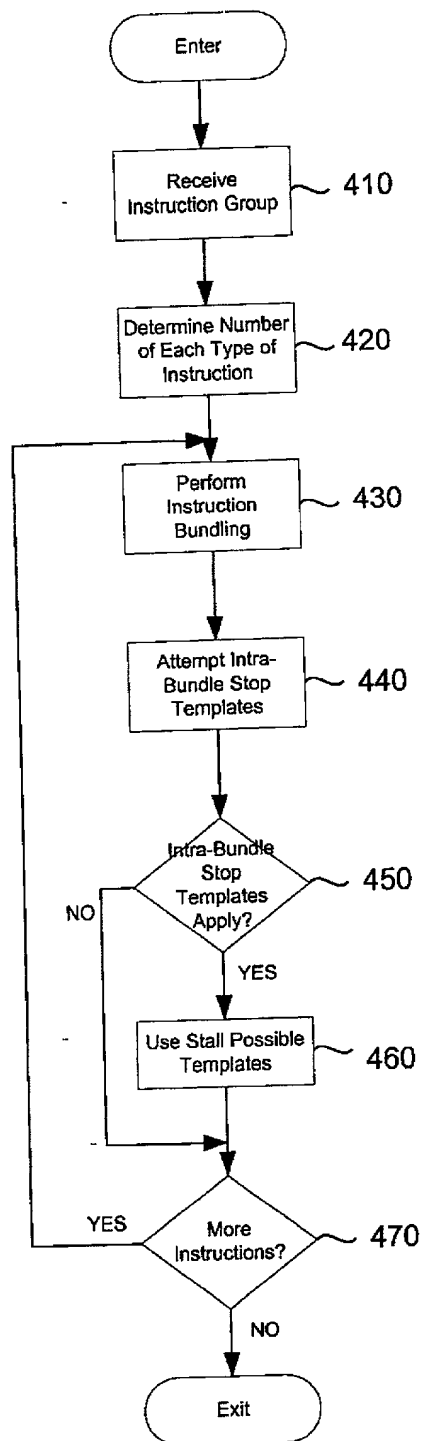 Enter
Receive
Instruction Group
410
Determine Number
of Each Type of
Instruction
420
Perform
Instruction
Bundling
430
Attempt Intra-
Bundle Stop
Templates
440
Intra-Bundle
Stop
Templates
Apply?
450
NO
YES
Use Stall Possible
Templates
460
YES
More
Instructions?
470
NO
Exit